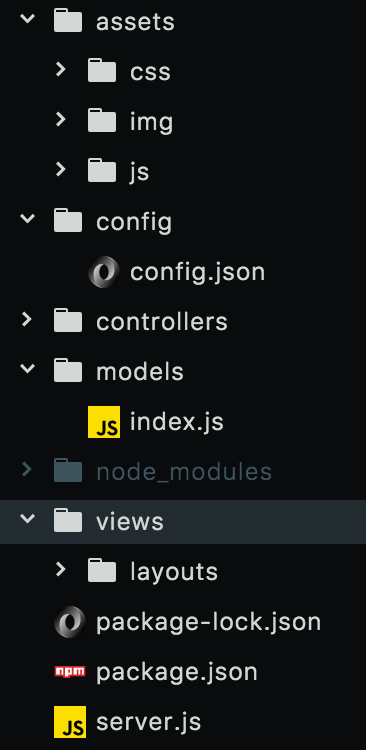 assets
css
img
js
config
config.json
controllers
models
JS index.js
node_modules
views
layouts
package-lock.json
npm package.json
JS server.js